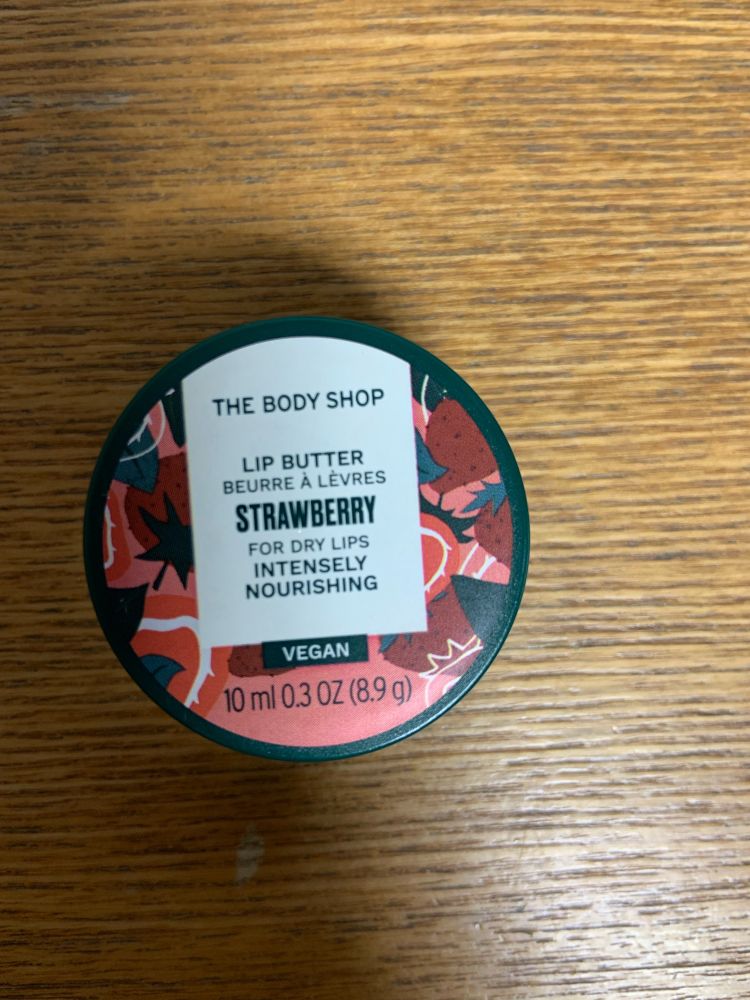 THE BODY SHOP
LIP BUTTER
BEURRE À LÈVRES
STRAWBERRY
FOR DRY LIPS
INTENSELY
NOURISHING
VEGAN
10 ml 0.3 OZ (8.9 g)